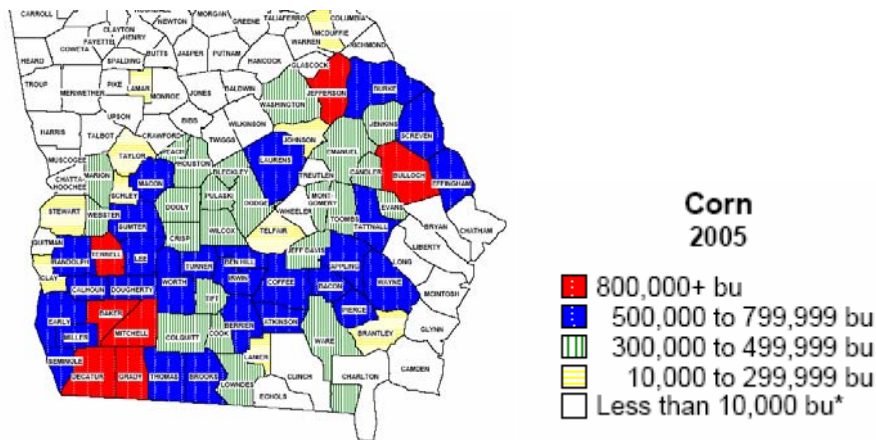 CARROLL
NEWTON
MORGAN
GREENE
TALIAFERRO
COLUMBIA
CLAYTON
HENRY
FAYETTE
COWETA
WARREN
MCDUFFIE
RICHMOND
HEARD
SPALDING
BUTTS
JASPER
PUTNAM
HANCOCK
GLASCOCK
TROUP
MERIWETHER
PIKE
LAMAR
MONROE
JONES
BALDWIN
WASHINGTON
JEFFERSON
BURKE
UPSON
BIBB
WILKINSON
JENKINS
HARRIS
TALBOT
CRAWFORD
TWIGGS
JOHNSON
SCREVEN
MUSCOGEE
TAYLOR
PEACH
HOUSTON
BLECKLEY
LAURENS
EMANUEL
CHATTA-
HOOCHEE
MARION
MACON
TREUTLEN
CANDLER
BULLOCH
EFFINGHAM
SCHLEY
PULASKI
DODGE
MONT-
GOMERY
STEWART
WEBSTER
DOOLY
WHEELER
TOOMBS
EVANS
SUMTER
TATTNALL
BRYAN
CHATHAM
QUITMAN
CRISP
WILCOX
TELFAIR
LIBERTY
RANDOLPH
TERRELL
LEE
TURNER
BEN HILL
JEFF DAVIS
APPLING
LONG
CLAY
CALHOUN
DOUGHERTY
WORTH
IRWIN
COFFEE
BACON
WAYNE
MCINTOSH
TIFT
EARLY
BAKER
MITCHELL
COLQUITT
COOK
BERRIEN
ATKINSON
PIERCE
BRANTLEY
GLYNN
MILLER
WARE
SEMINOLE
LANIER
DECATUR
GRADY
THOMAS
BROOKS
LOWNDES
CLINCH
CHARLTON
CAMDEN
ECHOLS
Corn
2005
800,000+ bu
500,000 to 799,999 bu
300,000 to 499,999 bu
10,000 to 299,999 bu
Less than 10,000 bu*